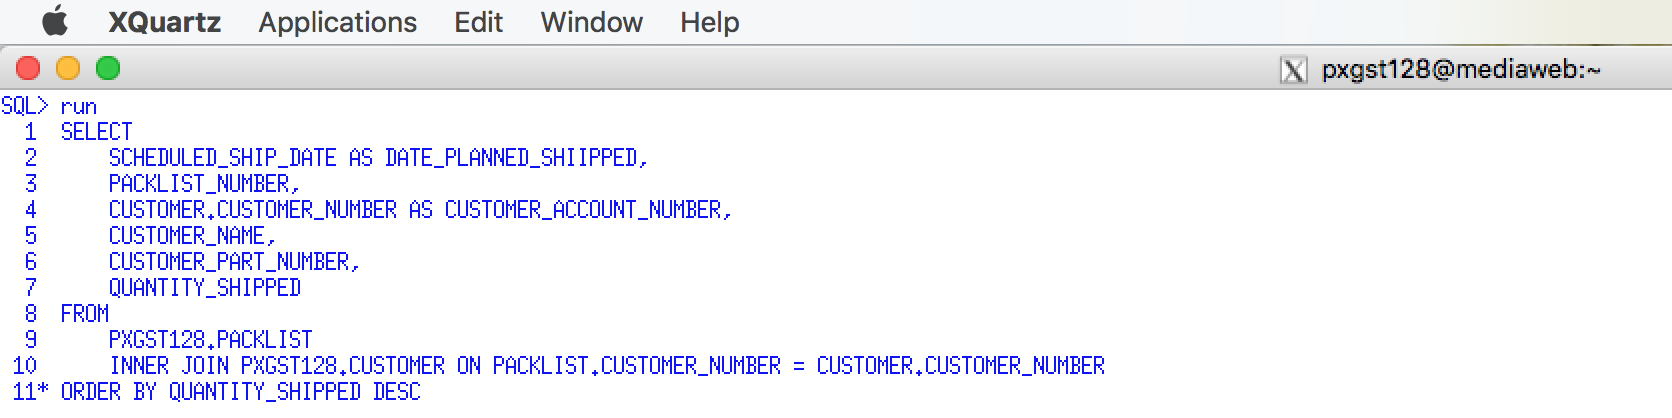 XQuartz Applications Edit Window Help
X pxgst128@mediaweb:~
SQL> run
1 SELECT
2 SCHEDULED_SHIP_DATE AS DATE_PLANNED_SHIIPPED,
3 PACKLIST_NUMBER,
4 CUSTOMER.CUSTOMER_NUMBER AS CUSTOMER_ACCOUNT_NUMBER,
5 CUSTOMER_NAME,
6 CUSTOMER_PART_NUMBER,
7 QUANTITY_SHIPPED
8 FROM
9 PXGST128.PACKLIST
10 INNER JOIN PXGST128.CUSTOMER ON PACKLIST.CUSTOMER_NUMBER = CUSTOMER.CUSTOMER_NUMBER
11* ORDER BY QUANTITY_SHIPPED DESC